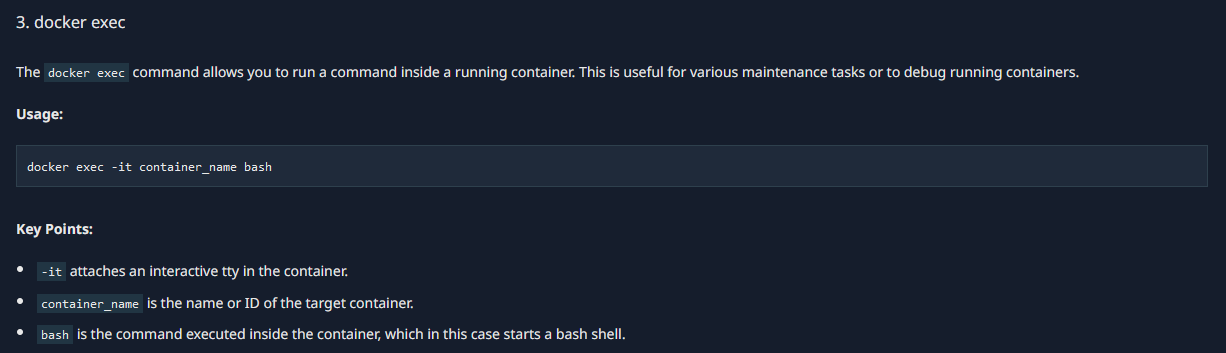 3. docker exec
The docker exec command allows you to run a command inside a running container. This is useful for various maintenance tasks or to debug running containers.
Usage:
docker exec -it container_name bash
Key Points:
• -it attaches an interactive tty in the container.
• container_name is the name or ID of the target container.
• bash is the command executed inside the container, which in this case starts a bash shell.